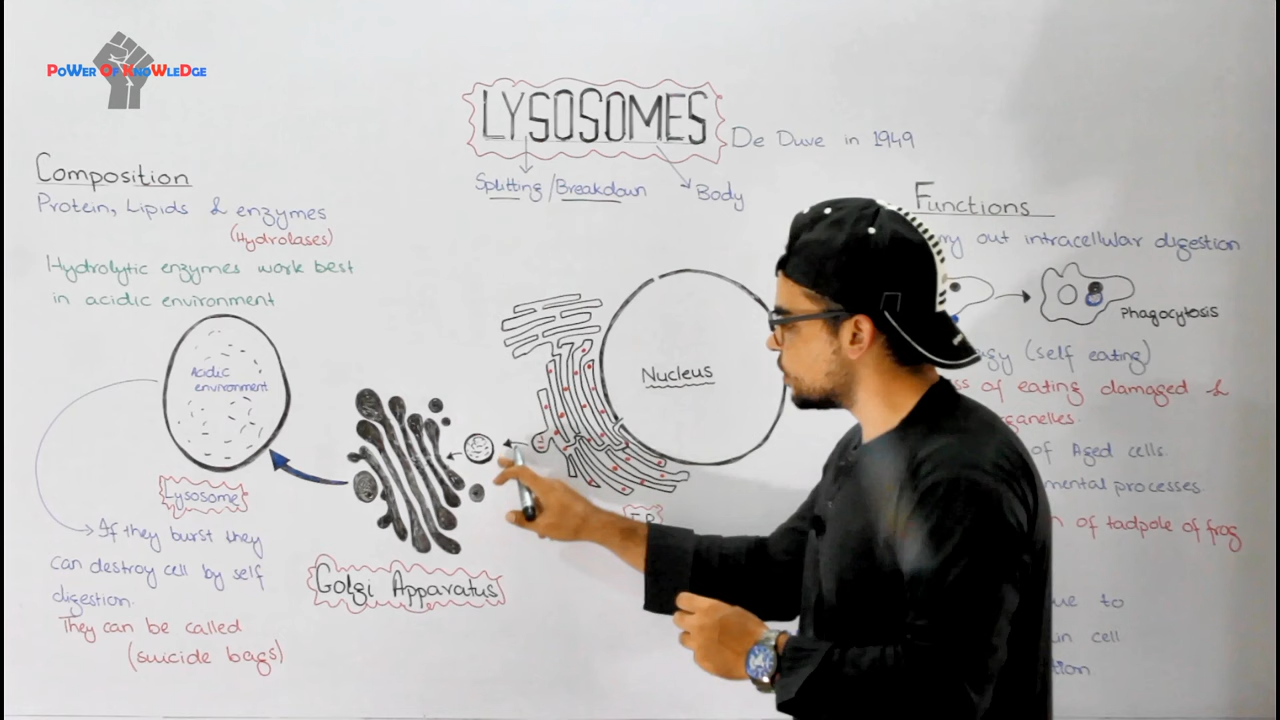 PoWer Of KnoWleDge
LYSOSOMES
De Duve in 1949
Splitting/Breakdown
Body
Composition
Protein, Lipids & enzymes
(Hydrolases)
Hydrolytic enzymes work best
in acidic environment
Acidic
environment
Lysosome
If they burst they
can destroy cell by self
digestion.
They can be called
(suicide bags)
Golgi Apparatus
Nucleus
Functions
out intracellular digestion
Phagocytosis
(self eating)
of eating damaged &
of Aged cells.
processes.
of tadpole of frog
to
in cell